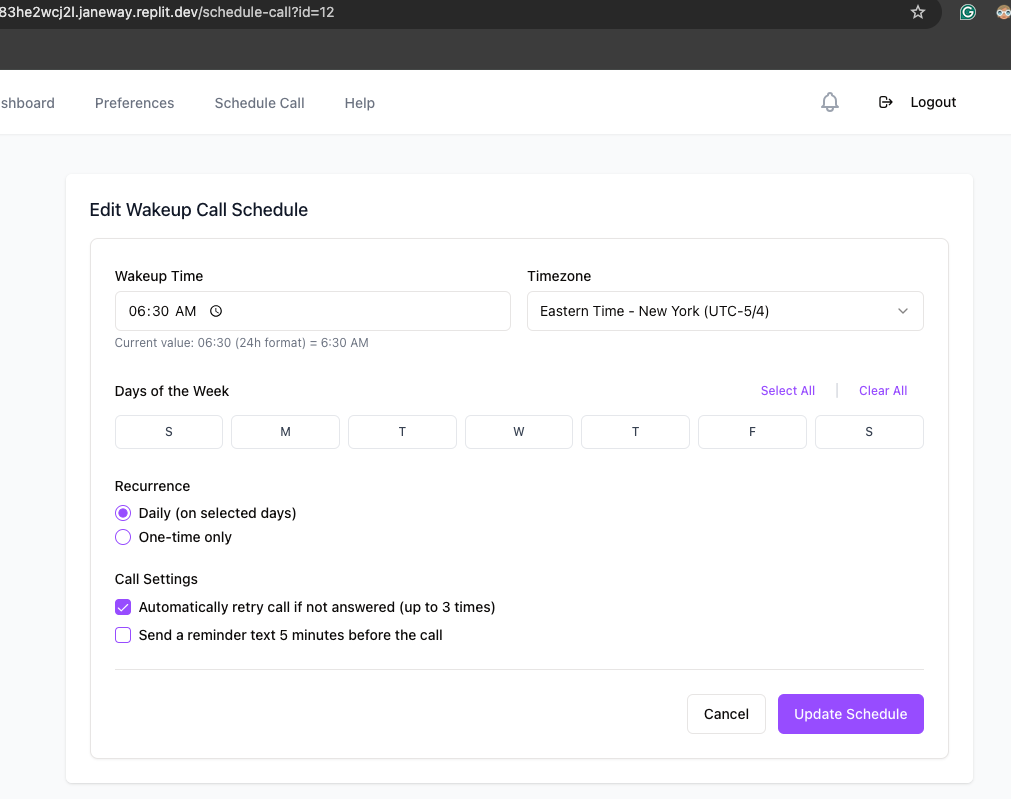 83he2wcj2l.janeway.replit.dev/schedule-call?id=12
shboard Preferences Schedule Call Help Logout
Edit Wakeup Call Schedule
Wakeup Time Timezone
06:30 AM Eastern Time - New York (UTC-5/4)
Current value: 06:30 (24h format) = 6:30 AM
Days of the Week Select All | Clear All
S M T W T F S
Recurrence
Daily (on selected days)
One-time only
Call Settings
Automatically retry call if not answered (up to 3 times)
Send a reminder text 5 minutes before the call
Cancel Update Schedule